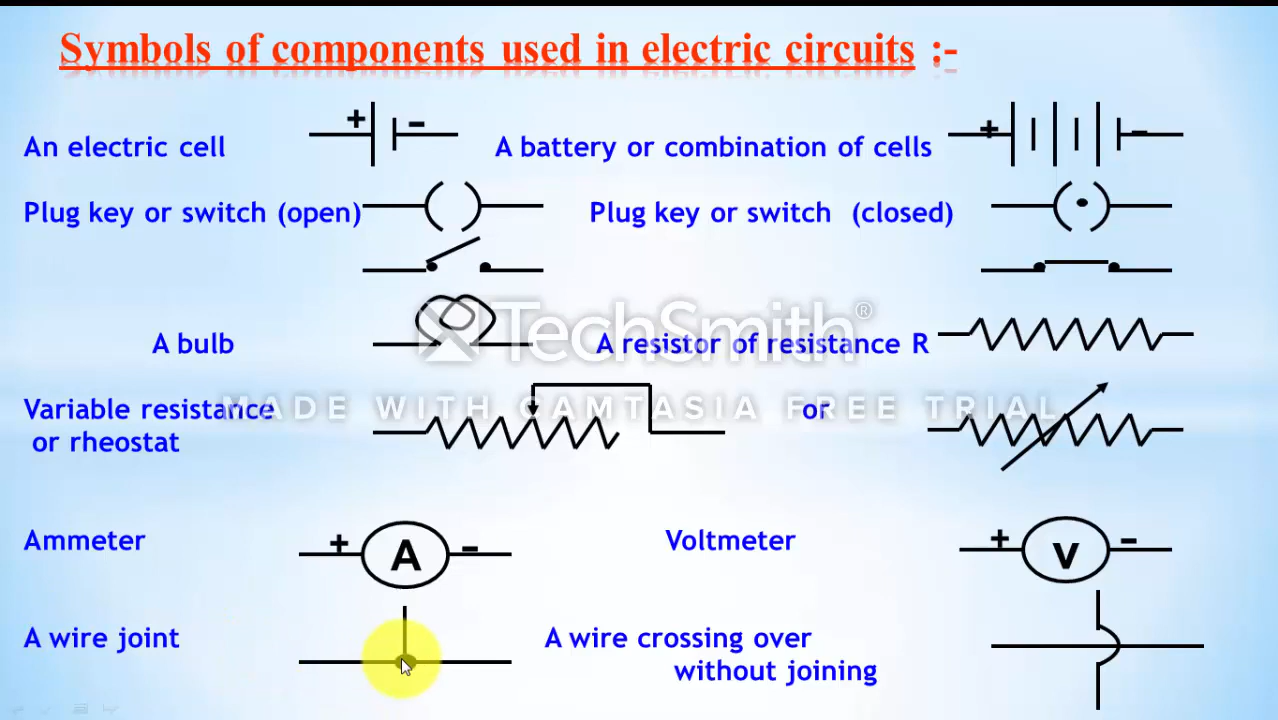 Symbols of components used in electric circuits :-
+ -
An electric cell
A battery or combination of cells
+ -
Plug key or switch (open)
Plug key or switch (closed)
TechSmith®
A bulb
A resistor of resistance R
MADE WITH CAMTASIA FREE TRIAL
Variable resistance
or
or rheostat
Ammeter
+ A -
Voltmeter
+ V -
A wire joint
A wire crossing over
without joining